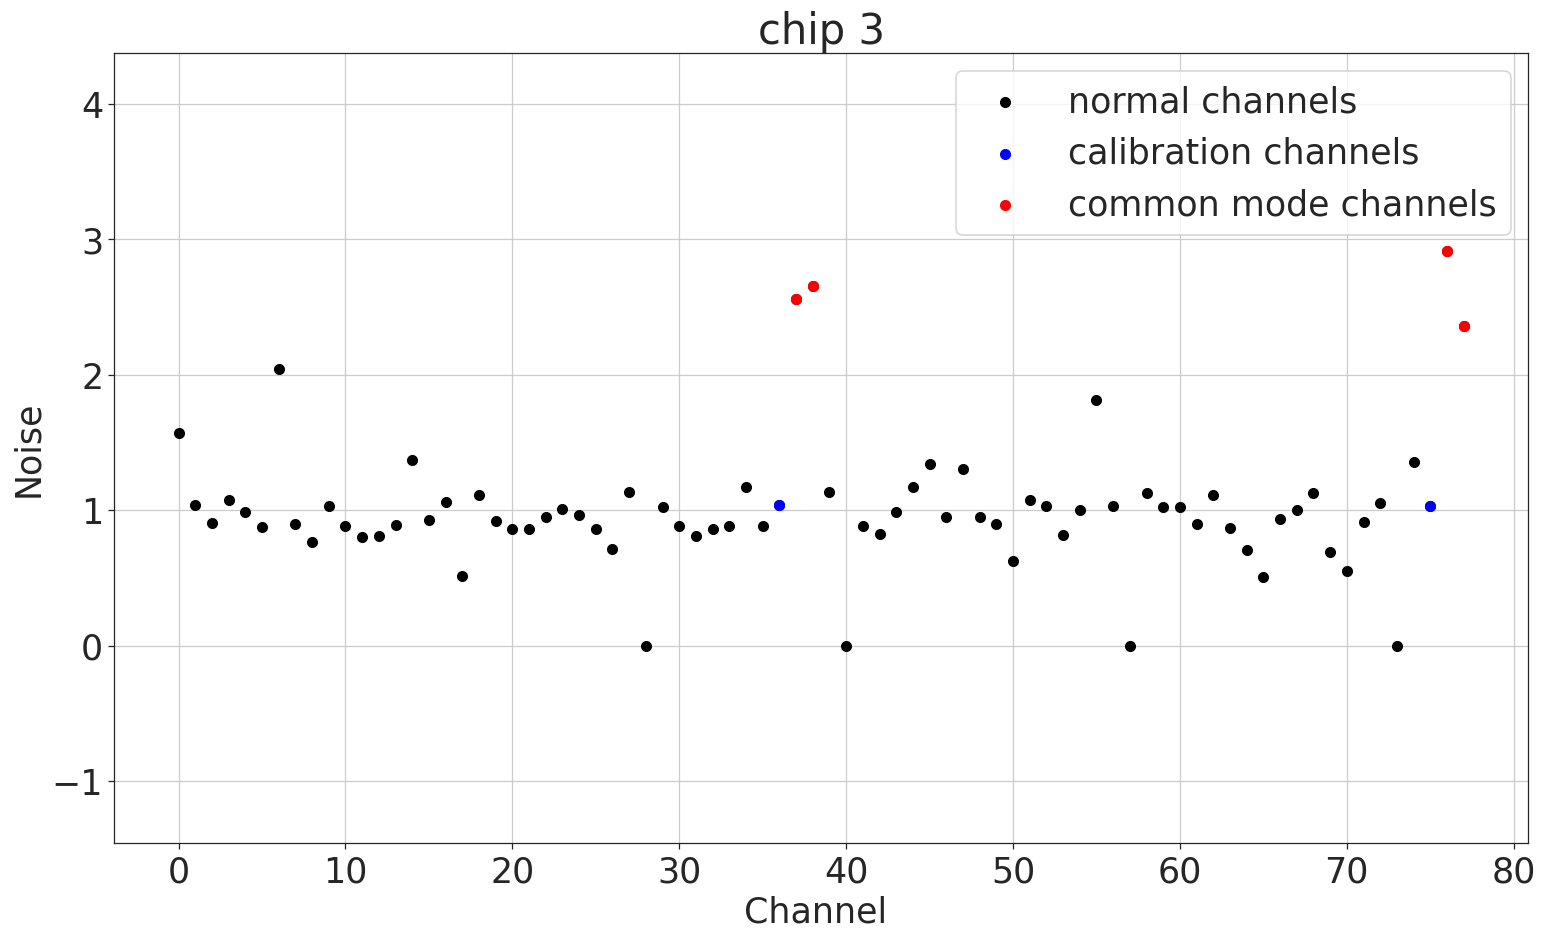 chip 3
normal channels
calibration channels
common mode channels
4
3
2
1
0
−1
Noise
0 10 20 30 40 50 60 70 80
Channel